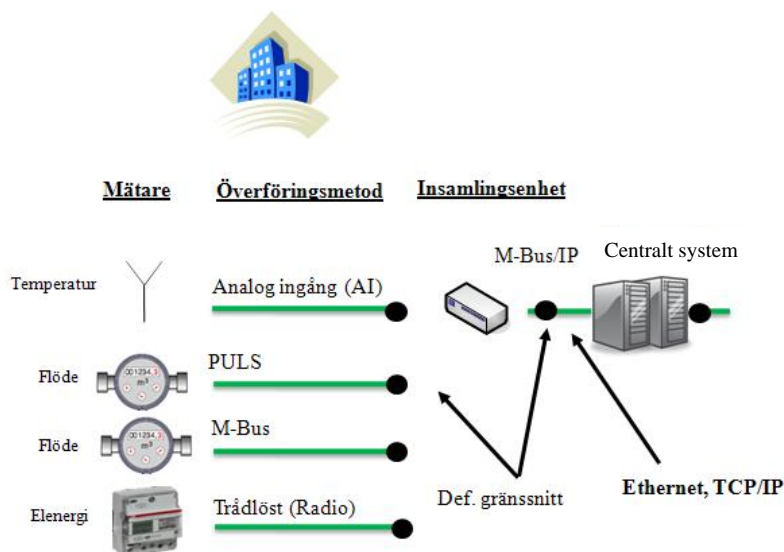 Mätare Överföringsmetod Insamlingsenhet
M-Bus/IP Centralt system
Temperatur Analog ingång (AI)
Flöde PULS
Flöde M-Bus
Elenergi Trådlöst (Radio)
Def. gränssnitt Ethernet, TCP/IP